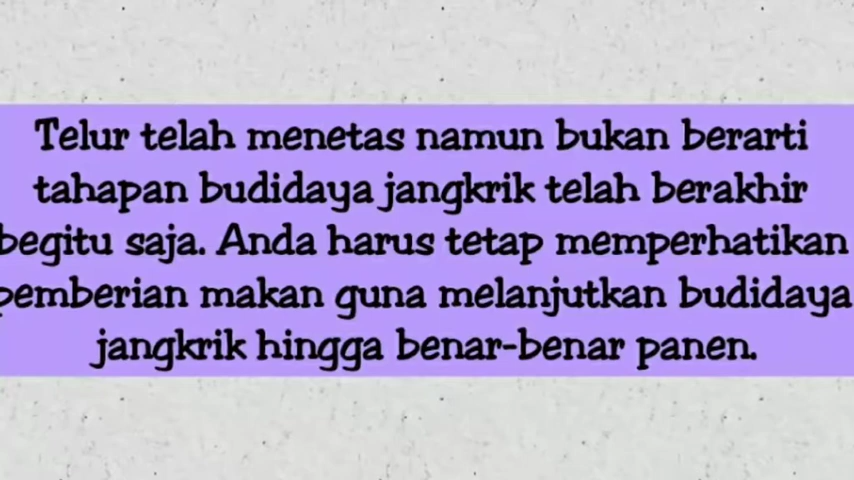 Telur telah menetas namun bukan berarti
tahapan budidaya jangkrik telah berakhir
begitu saja. Anda harus tetap memperhatikan
pemberian makan guna melanjutkan budidaya
jangkrik hingga benar-benar panen.